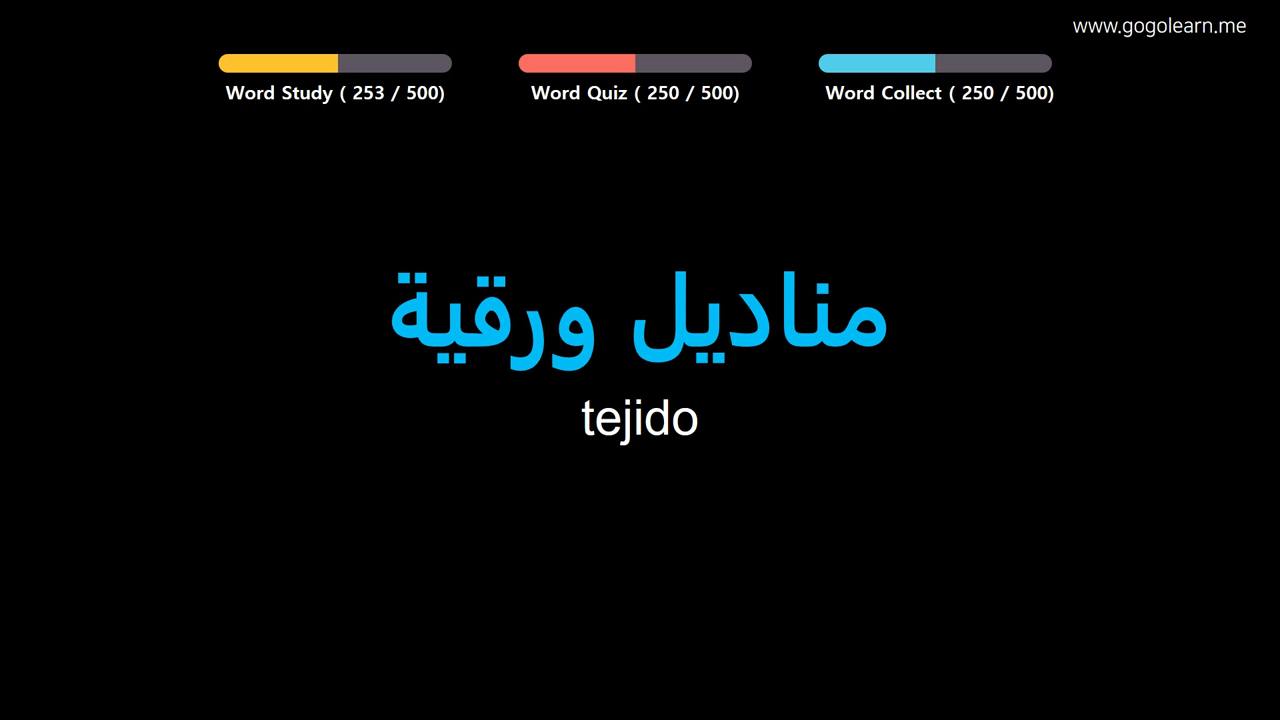 www.gogolearn.me
Word Study ( 253 / 500)
Word Quiz ( 250 / 500)
Word Collect ( 250 / 500)
مناديل ورقية
tejido